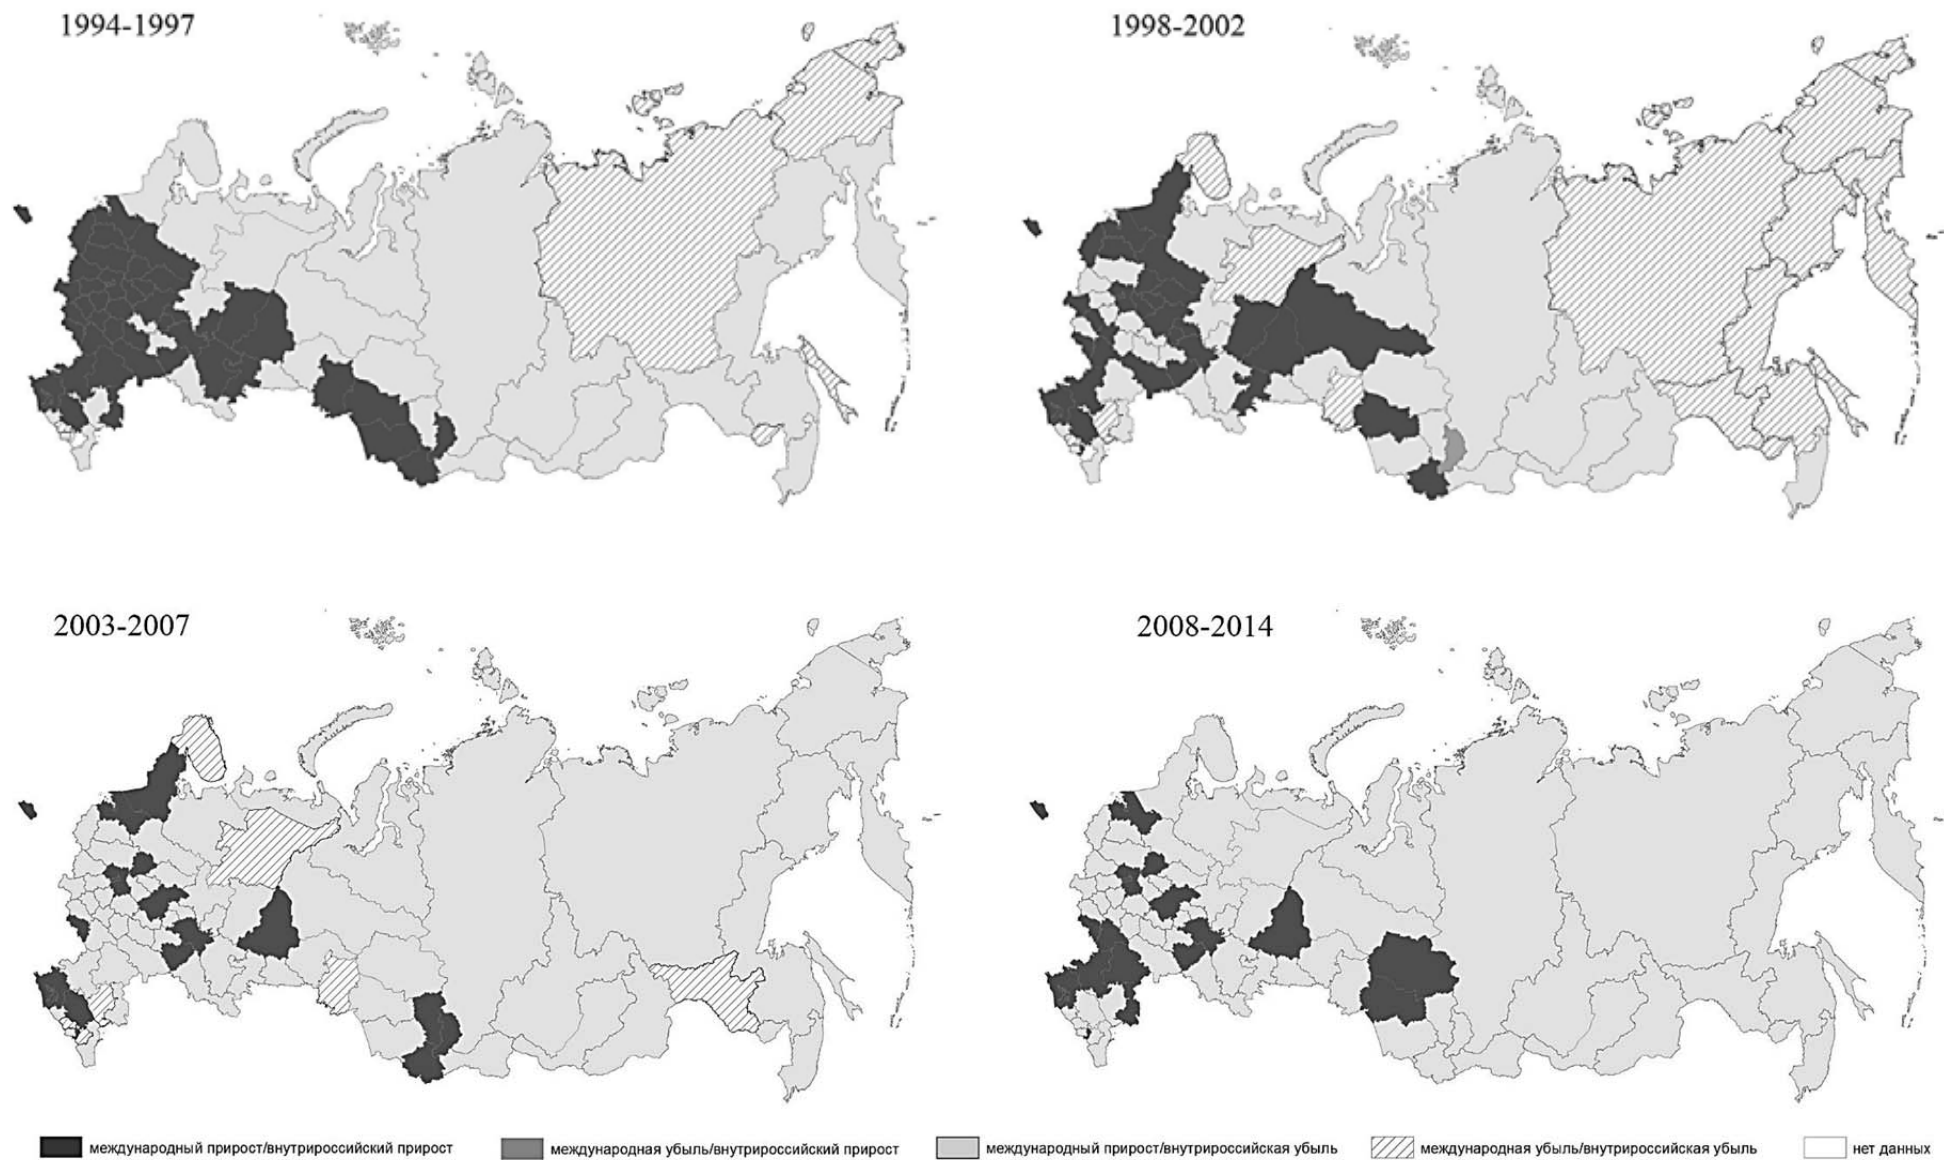 1994-1997
1998-2002
2003-2007
2008-2014
международный прирост/внутрироссийский прирост
международная убыль/внутрироссийский прирост
международный прирост/внутрироссийская убыль
международная убыль/внутрироссийская убыль
нет данных